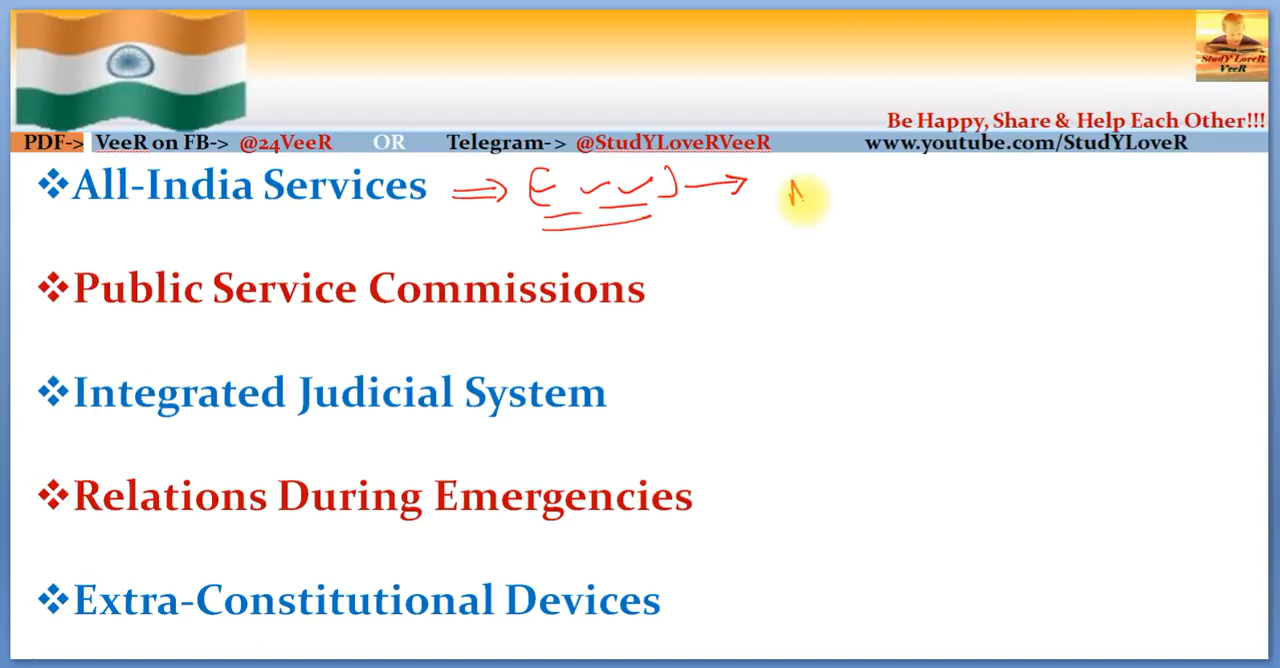 StudY LoveR
VeeR
Be Happy, Share & Help Each Other!!!
PDF-> VeeR on FB-> @24VeeR OR Telegram-> @StudYLoveRVeeR www.youtube.com/StudYLoveR
❖All-India Services
❖Public Service Commissions
❖Integrated Judicial System
❖Relations During Emergencies
❖Extra-Constitutional Devices